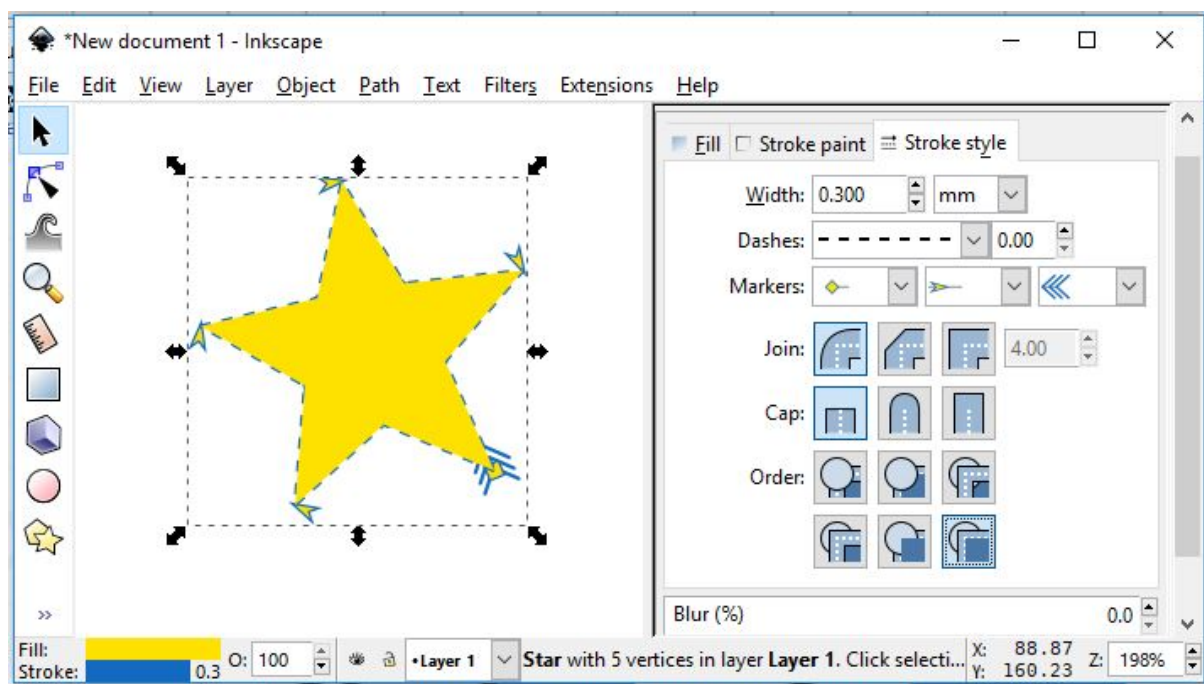 *New document 1 - Inkscape
File Edit View Layer Object Path Text Filters Extensions Help
Fill Stroke paint Stroke style
Width: 0.300 mm
Dashes: 0.00
Markers:
Join: 4.00
Cap:
Order:
Blur (%) 0.0
Fill:
Stroke: 0.3 O: 100 •Layer 1 Star with 5 vertices in layer Layer 1. Click selecti... X: 88.87 Z: 198%
Y: 160.23